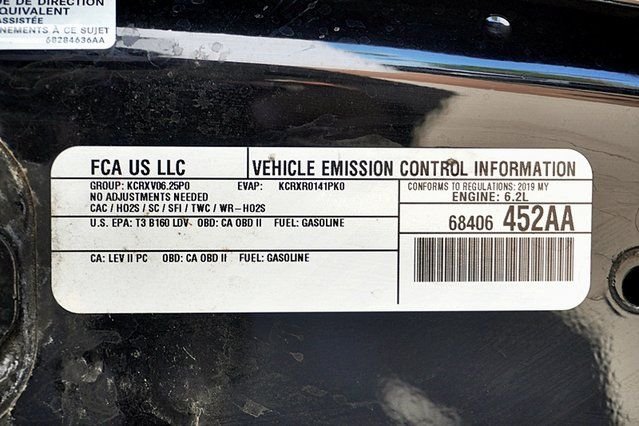 DE DIRECTION
ÉQUIVALENT
ASSISTÉE
NEMENTS À CE SUJET
68284636AA
FCA US LLC
VEHICLE EMISSION CONTROL INFORMATION
GROUP: KCRXV06.25P0 EVAP: KCRXR0141PK0
NO ADJUSTMENTS NEEDED
CAC / HO2S / SC / SFI / TWC / WR-HO2S
CONFORMS TO REGULATIONS: 2019 MY
ENGINE: 6.2L
U.S. EPA: T3 B160 LDV OBD: CA OBD II FUEL: GASOLINE
68406 452AA
CA: LEV II PC OBD: CA OBD II FUEL: GASOLINE